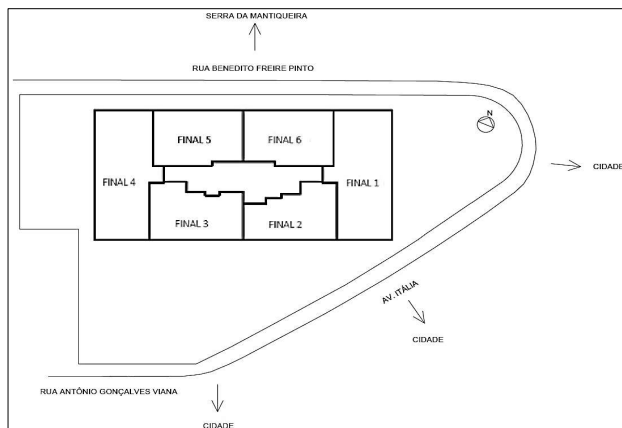 SERRA DA MANTIQUEIRA
RUA BENEDITO FREIRE PINTO
N
FINAL 5
FINAL 6
CIDADE
FINAL 4
FINAL 1
FINAL 3
FINAL 2
AV. ITÁLIA
CIDADE
RUA ANTÔNIO GONÇALVES VIANA
CIDADE